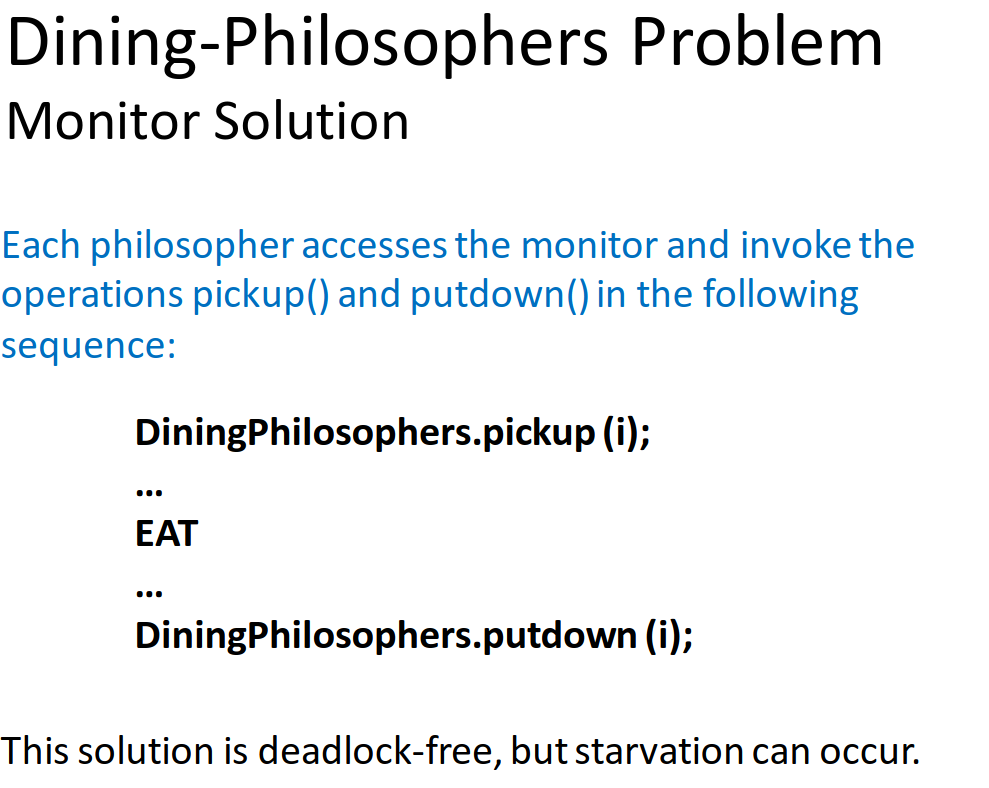 Dining-Philosophers Problem
Monitor Solution
Each philosopher accesses the monitor and invoke the
operations pickup() and putdown() in the following
sequence:
DiningPhilosophers.pickup (i);
...
EAT
...
DiningPhilosophers.putdown (i);
This solution is deadlock-free, but starvation can occur.